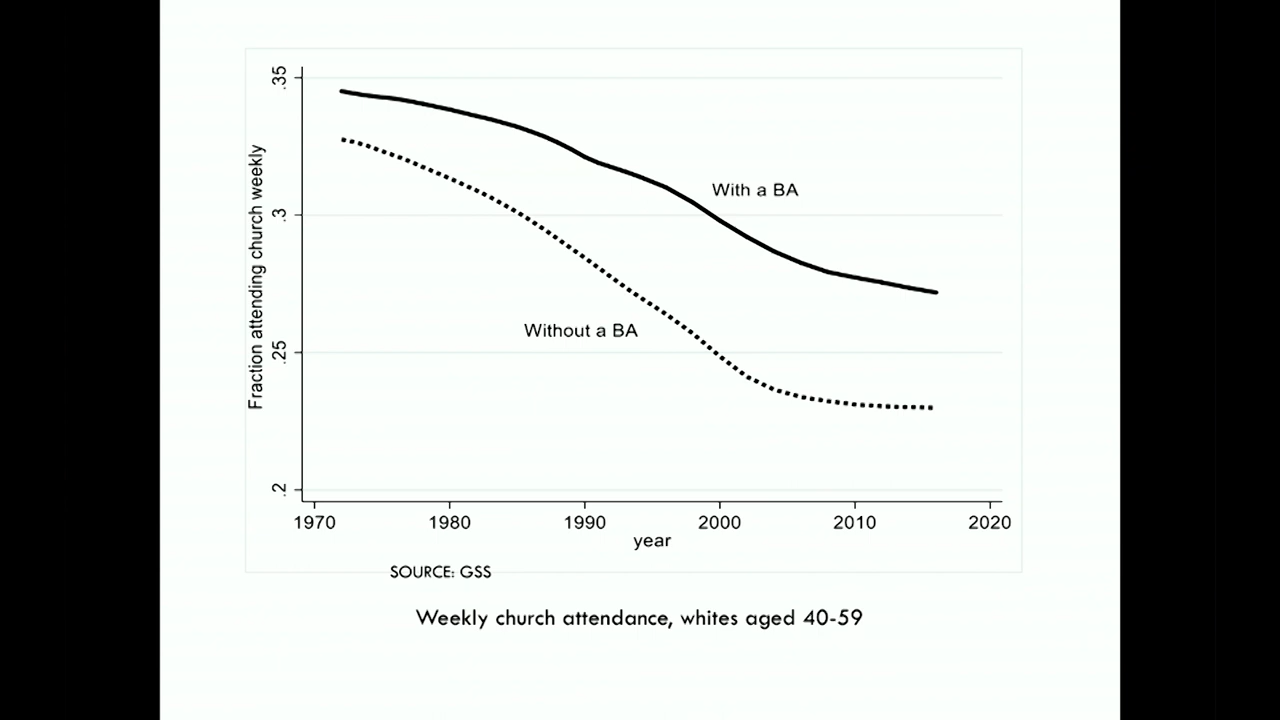 .35
.3
.25
.2
Fraction attending church weekly
With a BA
Without a BA
1970 1980 1990 2000 2010 2020
year
SOURCE: GSS
Weekly church attendance, whites aged 40-59